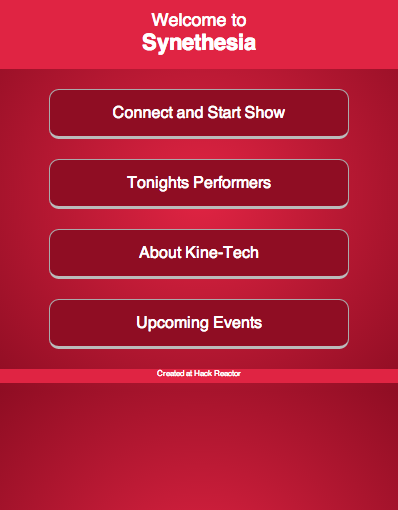 Welcome to
Synethesia
Connect and Start Show
Tonights Performers
About Kine-Tech
Upcoming Events
Created at Hack Reactor